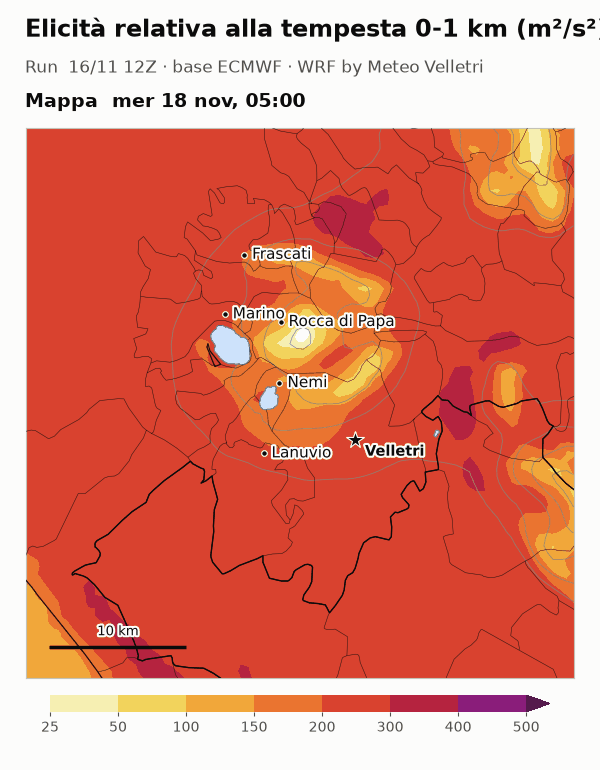 Elicità relativa alla tempesta 0-1 km (m²/s²)
Run  16/11 12Z · base ECMWF · WRF by Meteo Velletri
Mappa  mer 18 nov, 05:00
Frascati
Marino
Rocca di Papa
Nemi
Lanuvio
Velletri
10 km
25 50 100 150 200 300 400 500